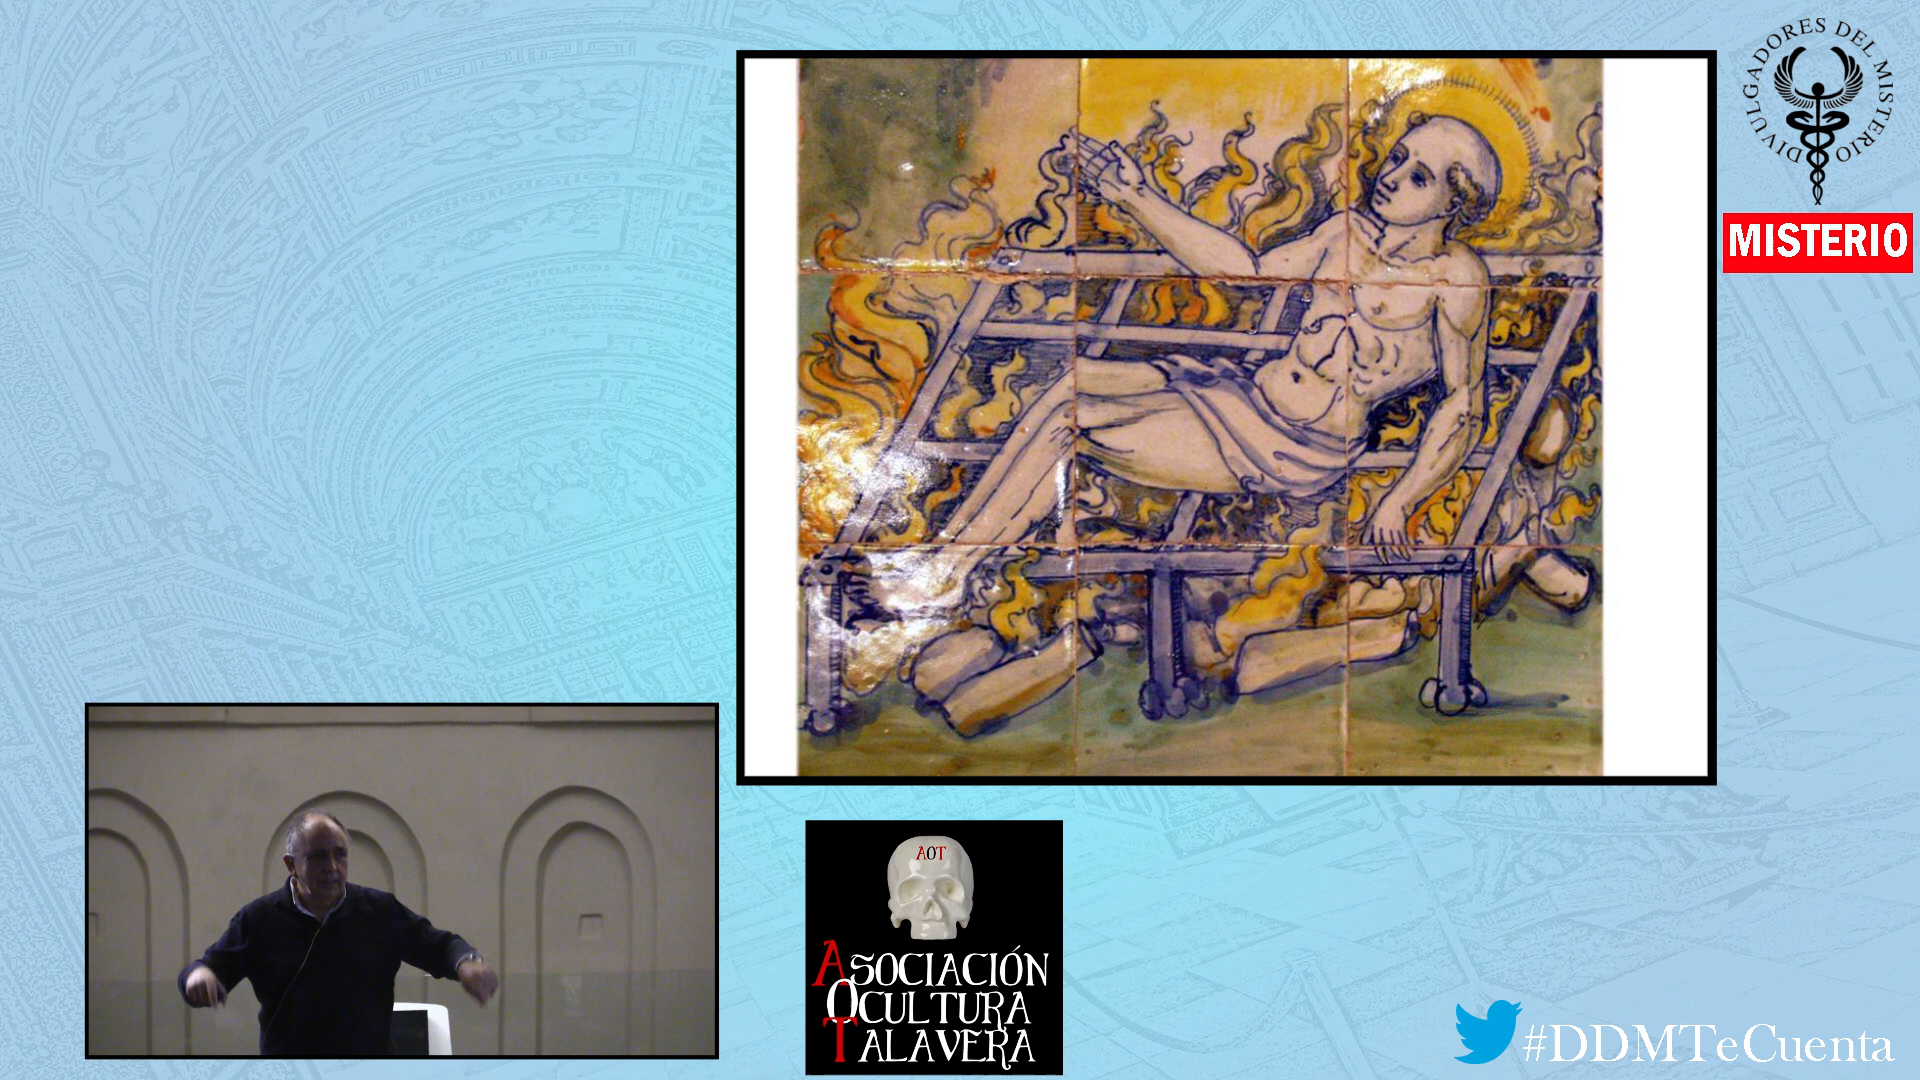 DIVULGADORES DEL MISTERIO
MISTERIO
AOT
ASOCIACIÓN
OCULTURA
TALAVERA
#DDMTeCuenta